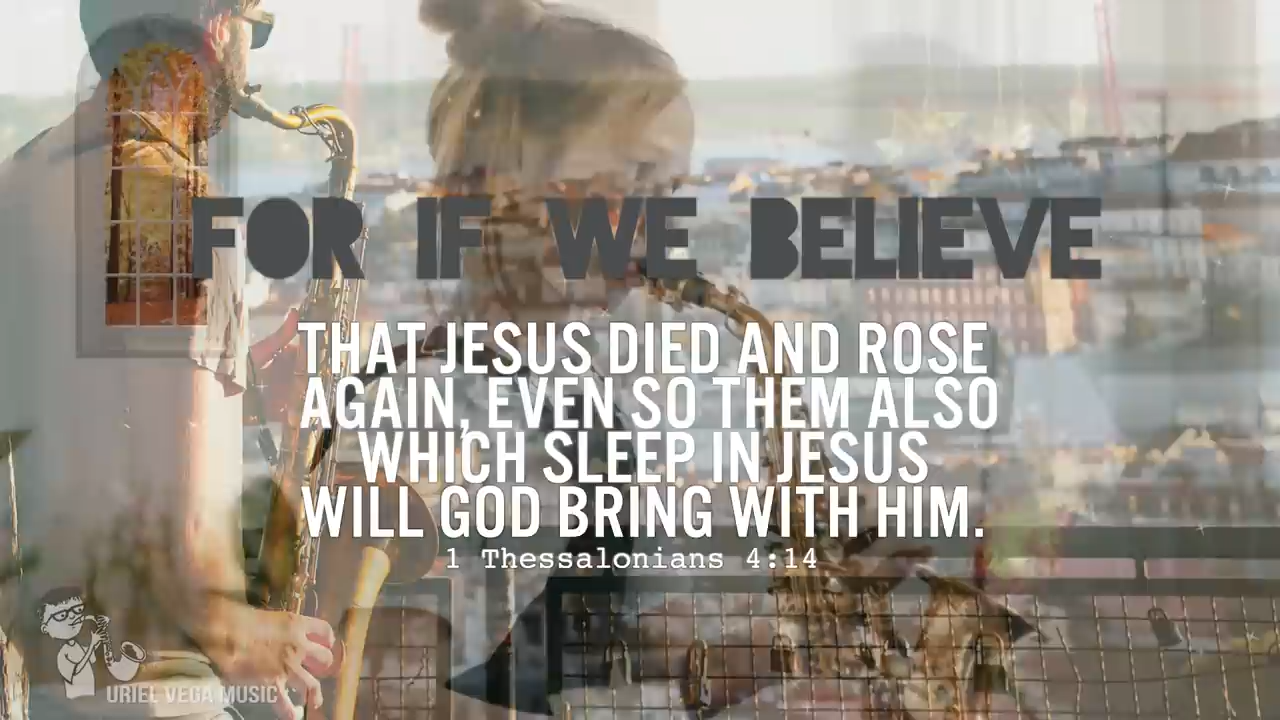 FOR IF WE BELIEVE
THAT JESUS DIED AND ROSE
AGAIN, EVEN SO THEM ALSO
WHICH SLEEP IN JESUS
WILL GOD BRING WITH HIM.
1 Thessalonians 4:14
URIEL VEGA MUSIC